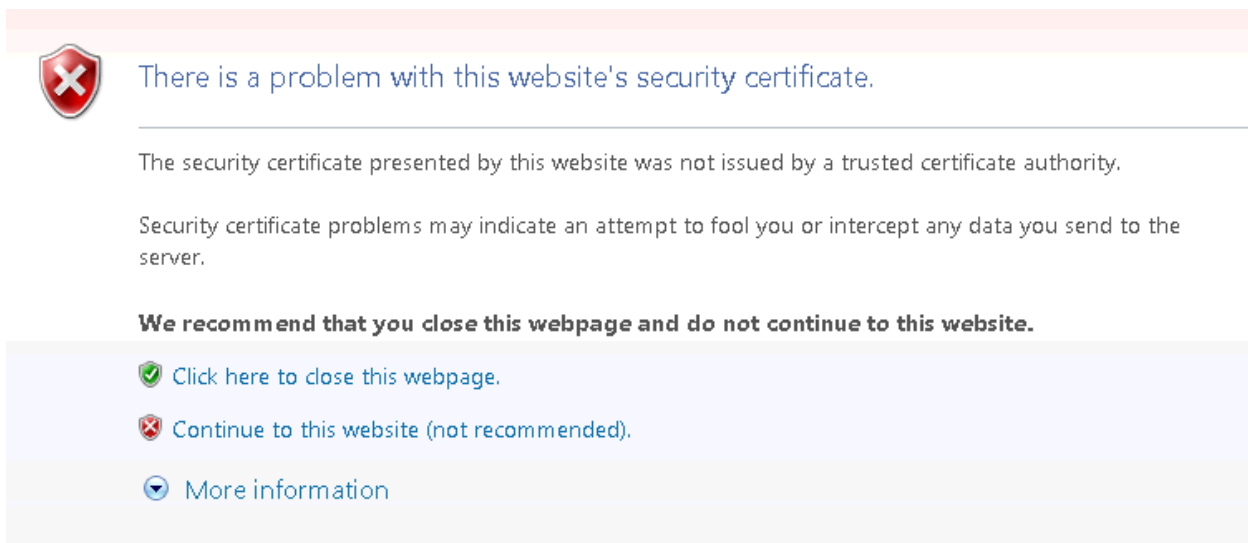 There is a problem with this website's security certificate.
The security certificate presented by this website was not issued by a trusted certificate authority.
Security certificate problems may indicate an attempt to fool you or intercept any data you send to the
server.
We recommend that you close this webpage and do not continue to this website.
Click here to close this webpage.
Continue to this website (not recommended).
More information